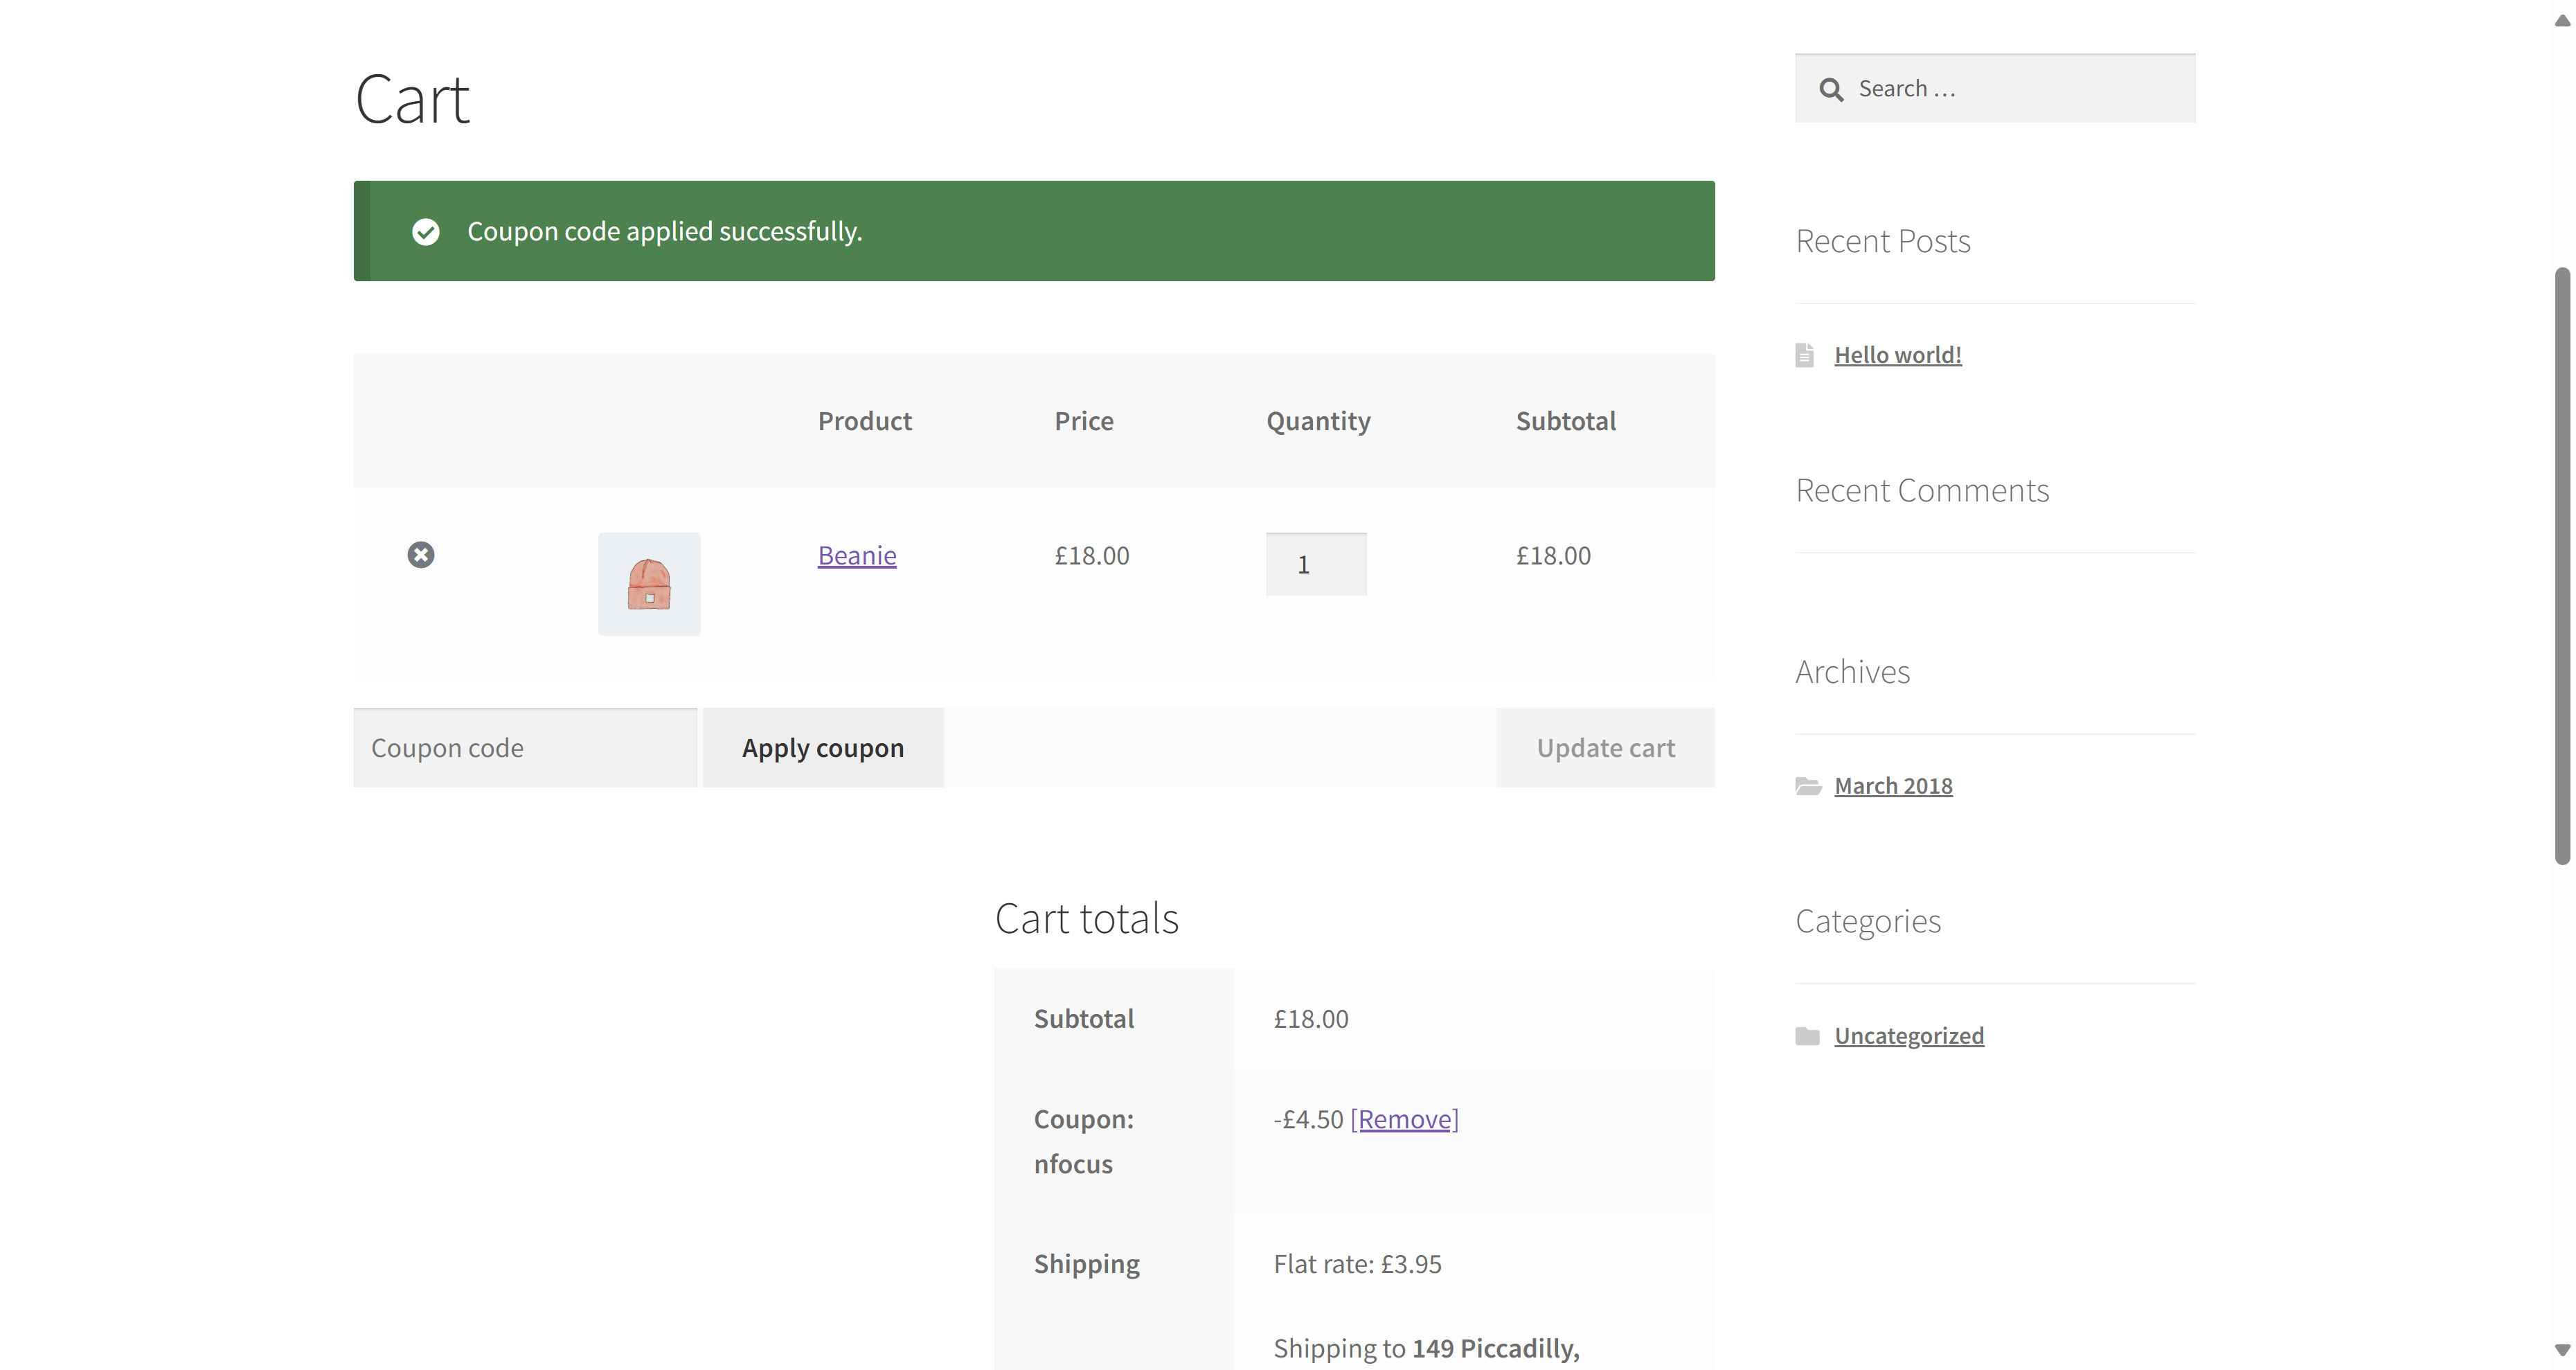 Cart
Coupon code applied successfully.
Product Price Quantity Subtotal
Beanie £18.00 1 £18.00
Coupon code Apply coupon Update cart
Cart totals
Subtotal £18.00
Coupon: -£4.50 [Remove]
nfocus
Shipping Flat rate: £3.95
Shipping to 149 Piccadilly,
Search …
Recent Posts
Hello world!
Recent Comments
Archives
March 2018
Categories
Uncategorized